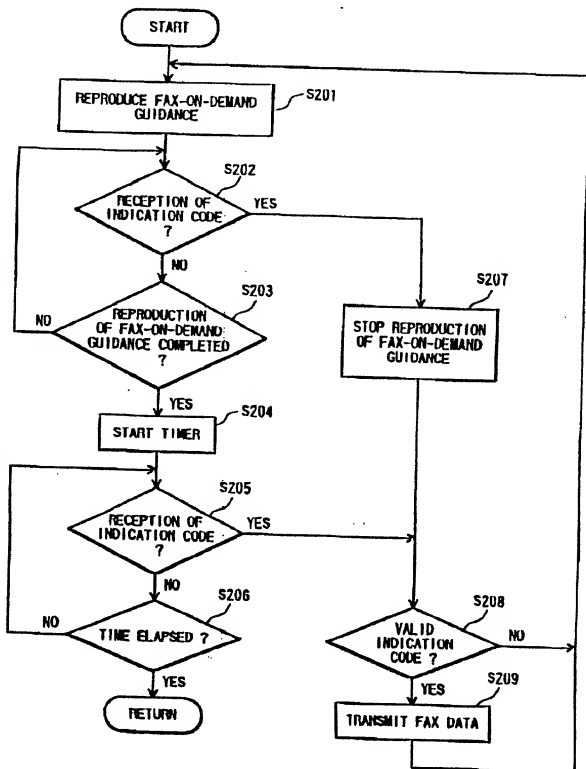 START
REPRODUCE FAX-ON-DEMAND
GUIDANCE
S201
S202
RECEPTION OF
INDICATION CODE
?
YES
NO
S203
REPRODUCTION
OF FAX-ON-DEMAND
GUIDANCE COMPLETED
?
NO
YES
S207
STOP REPRODUCTION
OF FAX-ON-DEMAND
GUIDANCE
S204
START TIMER
S205
RECEPTION OF
INDICATION CODE
?
YES
NO
S206
TIME ELAPSED ?
NO
YES
RETURN
S208
VALID
INDICATION
CODE ?
NO
YES
S209
TRANSMIT FAX DATA